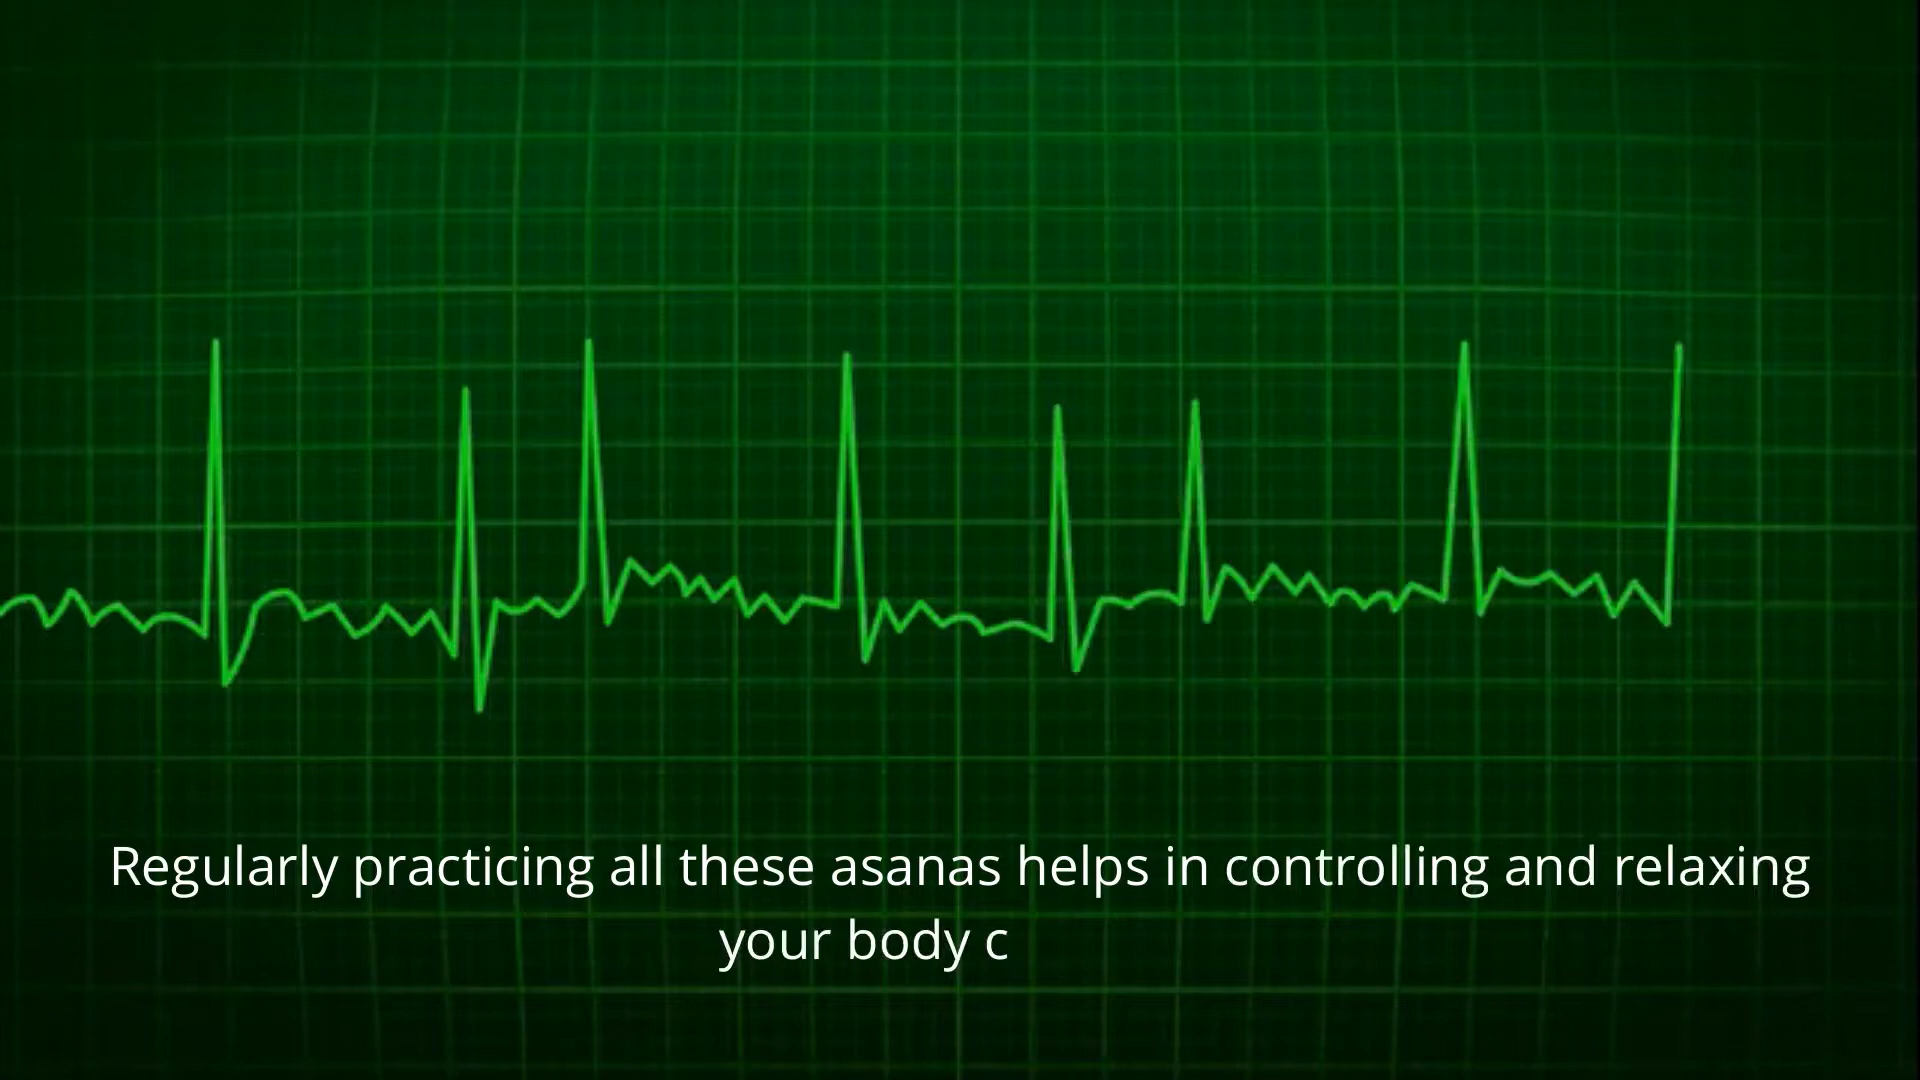 Regularly practicing all these asanas helps in controlling and relaxing
your body c